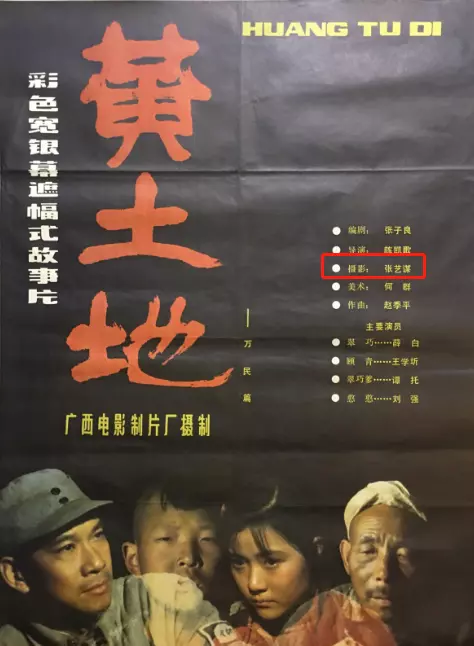 HUANG TU DI
黄土地
彩色宽银幕遮幅式故事片
编剧：张子良
导演：陈凯歌
摄影：张艺谋
美术：何群
作曲：赵季平
主要演员
翠巧……薛白
顾青……王学圻
翠巧爹……谭托
憨憨……刘强
万民篇
广西电影制片厂摄制